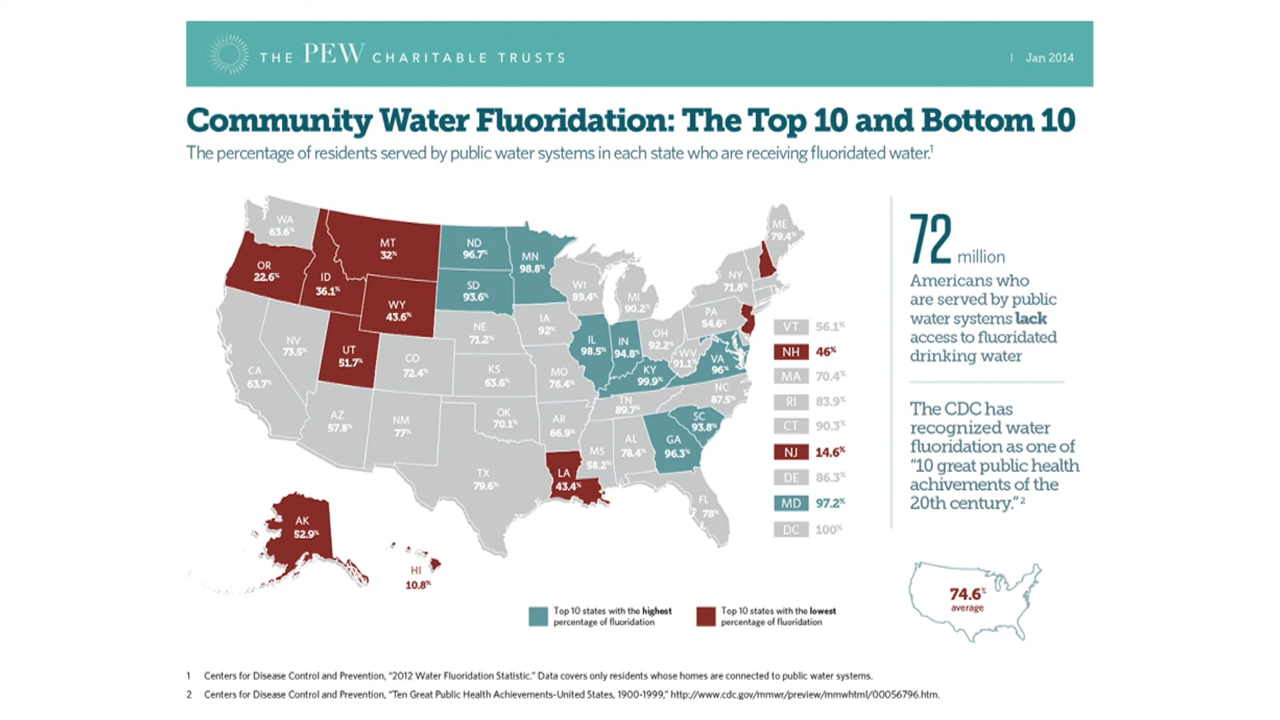 THE PEW CHARITABLE TRUSTS
Jan 2014
Community Water Fluoridation: The Top 10 and Bottom 10
The percentage of residents served by public water systems in each state who are receiving fluoridated water.1
WA
63.6%
OR
22.6%
ID
36.1%
MT
32%
WY
43.6%
UT
51.7%
NV
73.5%
CA
63.7%
AZ
57.8%
CO
72.4%
NM
77%
ND
96.7%
SD
93.6%
NE
71.2%
KS
63.6%
OK
70.1%
TX
79.6%
MN
98.8%
IA
92%
MO
76.4%
AR
66.9%
LA
43.4%
WI
89.4%
IL
98.5%
IN
94.8%
MI
90.2%
OH
92.2%
KY
99.9%
TN
89.7%
MS
58.2%
AL
78.4%
GA
96.3%
FL
78%
SC
93.8%
NC
87.5%
VA
96%
WV
91.1%
PA
54.6%
NY
71.8%
ME
79.4%
AK
52.9%
HI
10.8%
VT 56.1%
NH 46%
MA 70.4%
RI 83.9%
CT 90.3%
NJ 14.6%
DE 86.3%
MD 97.2%
DC 100%
72 million
Americans who
are served by public
water systems lack
access to fluoridated
drinking water
The CDC has
recognized water
fluoridation as one of
“10 great public health
achivements of the
20th century.”2
74.6%
average
Top 10 states with the highest
percentage of fluoridation
Top 10 states with the lowest
percentage of fluoridation
1 Centers for Disease Control and Prevention, “2012 Water Fluoridation Statistic.” Data covers only residents whose homes are connected to public water systems.
2 Centers for Disease Control and Prevention, “Ten Great Public Health Achievements-United States, 1900-1999,” http://www.cdc.gov/mmwr/preview/mmwhtml/00056796.htm.